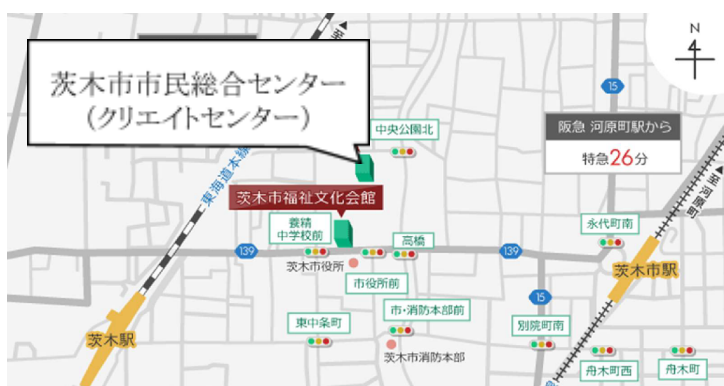 茨木市市民総合センター
(クリエイトセンター)
N
15
中央公園北
阪急 河原町駅から
特急26分
東海道本線
至河原町
茨木市福祉文化会館
養精
中学校前
高橋
永代町南
139
139
茨木市役所
茨木市駅
市役所前
15
東中条町
市・消防本部前
別院町南
茨木駅
茨木市消防本部
舟木町西
舟木町